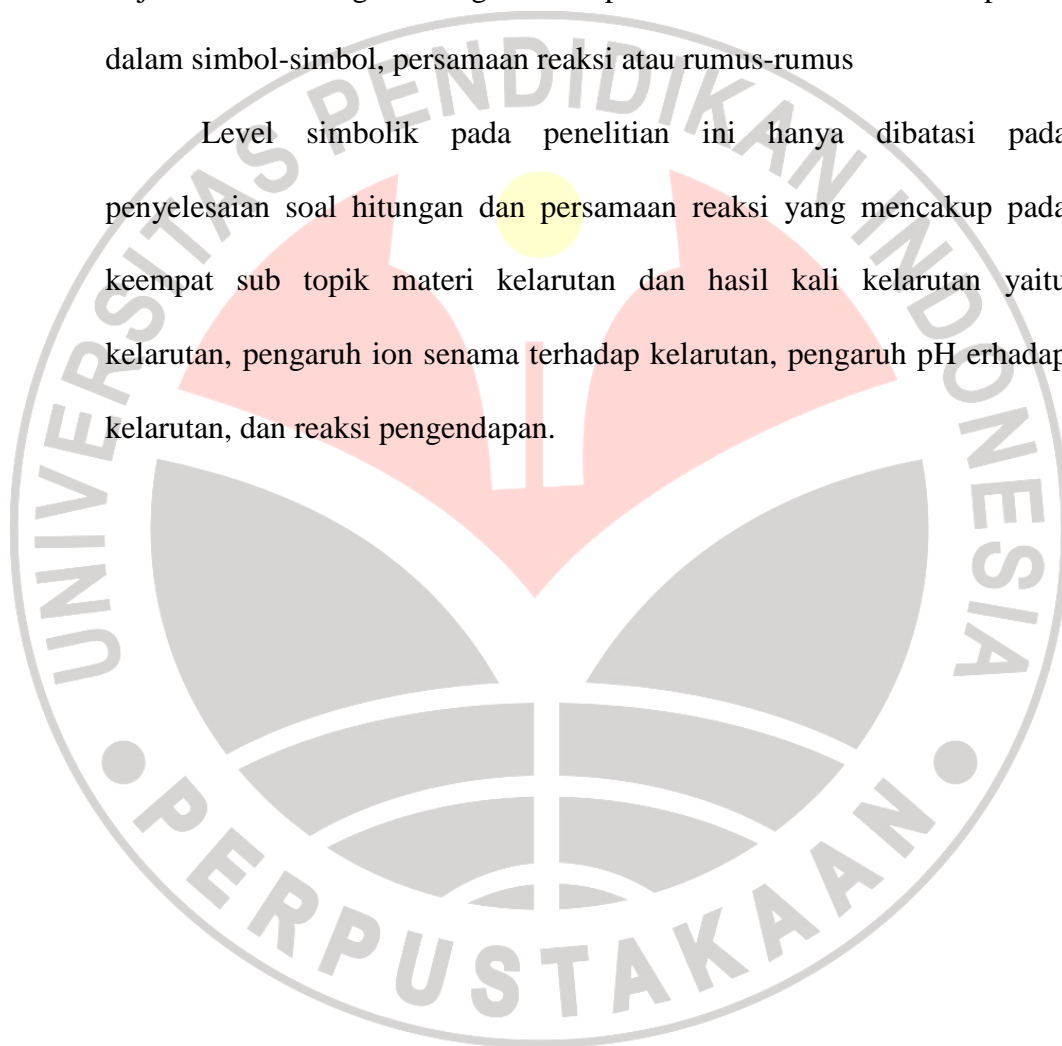 dalam simbol-simbol, persamaan reaksi atau rumus-rumus
Level simbolik pada penelitian ini hanya dibatasi pada
penyelesaian soal hitungan dan persamaan reaksi yang mencakup pada
keempat sub topik materi kelarutan dan hasil kali kelarutan yaitu
kelarutan, pengaruh ion senama terhadap kelarutan, pengaruh pH erhadap
kelarutan, dan reaksi pengendapan.
UNIVERSITAS PENDIDIKAN INDONESIA
PERPUSTAKAAN